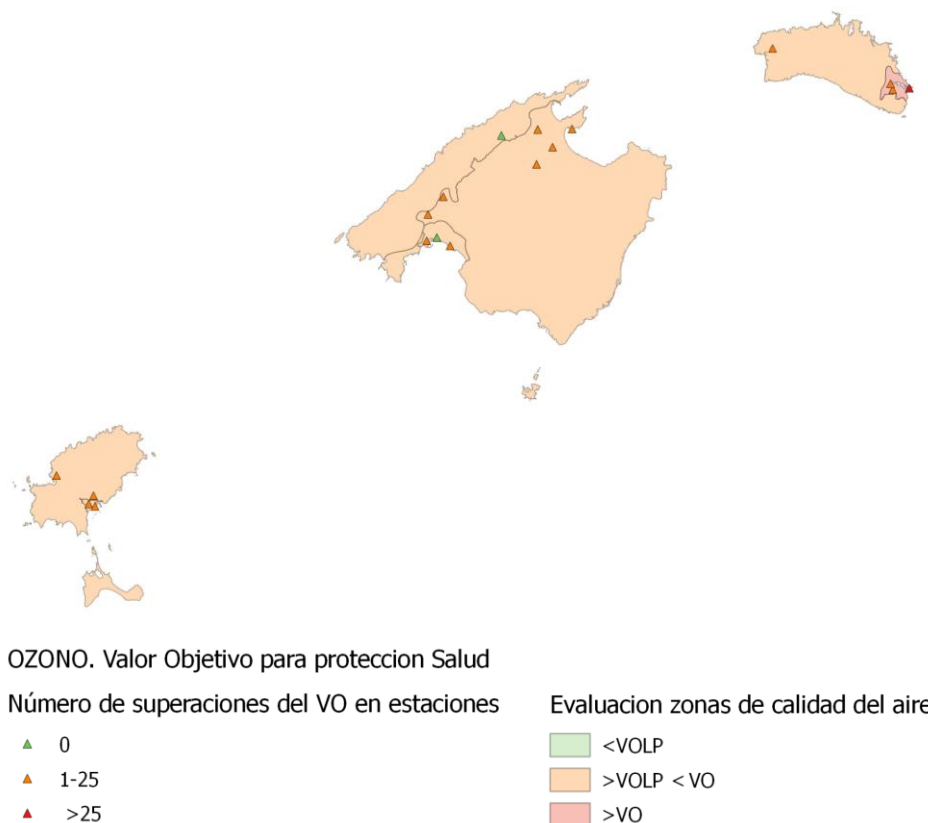 OZONO. Valor Objetivo para proteccion Salud
Número de superaciones del VO en estaciones
0
1-25
>25
Evaluacion zonas de calidad del aire
<VOLP
>VOLP < VO
>VO